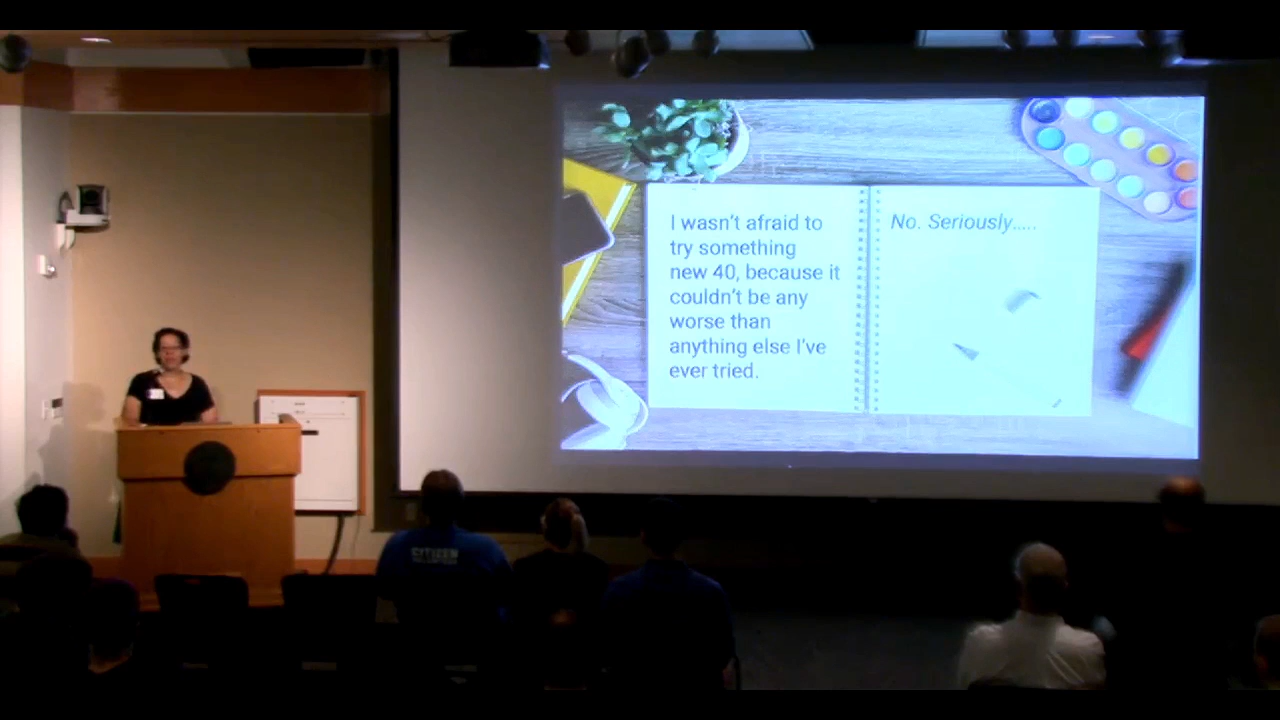 I wasn't afraid to
try something
new 40, because it
couldn't be any
worse than
anything else I've
ever tried.
No. Seriously.....
CITIZEN